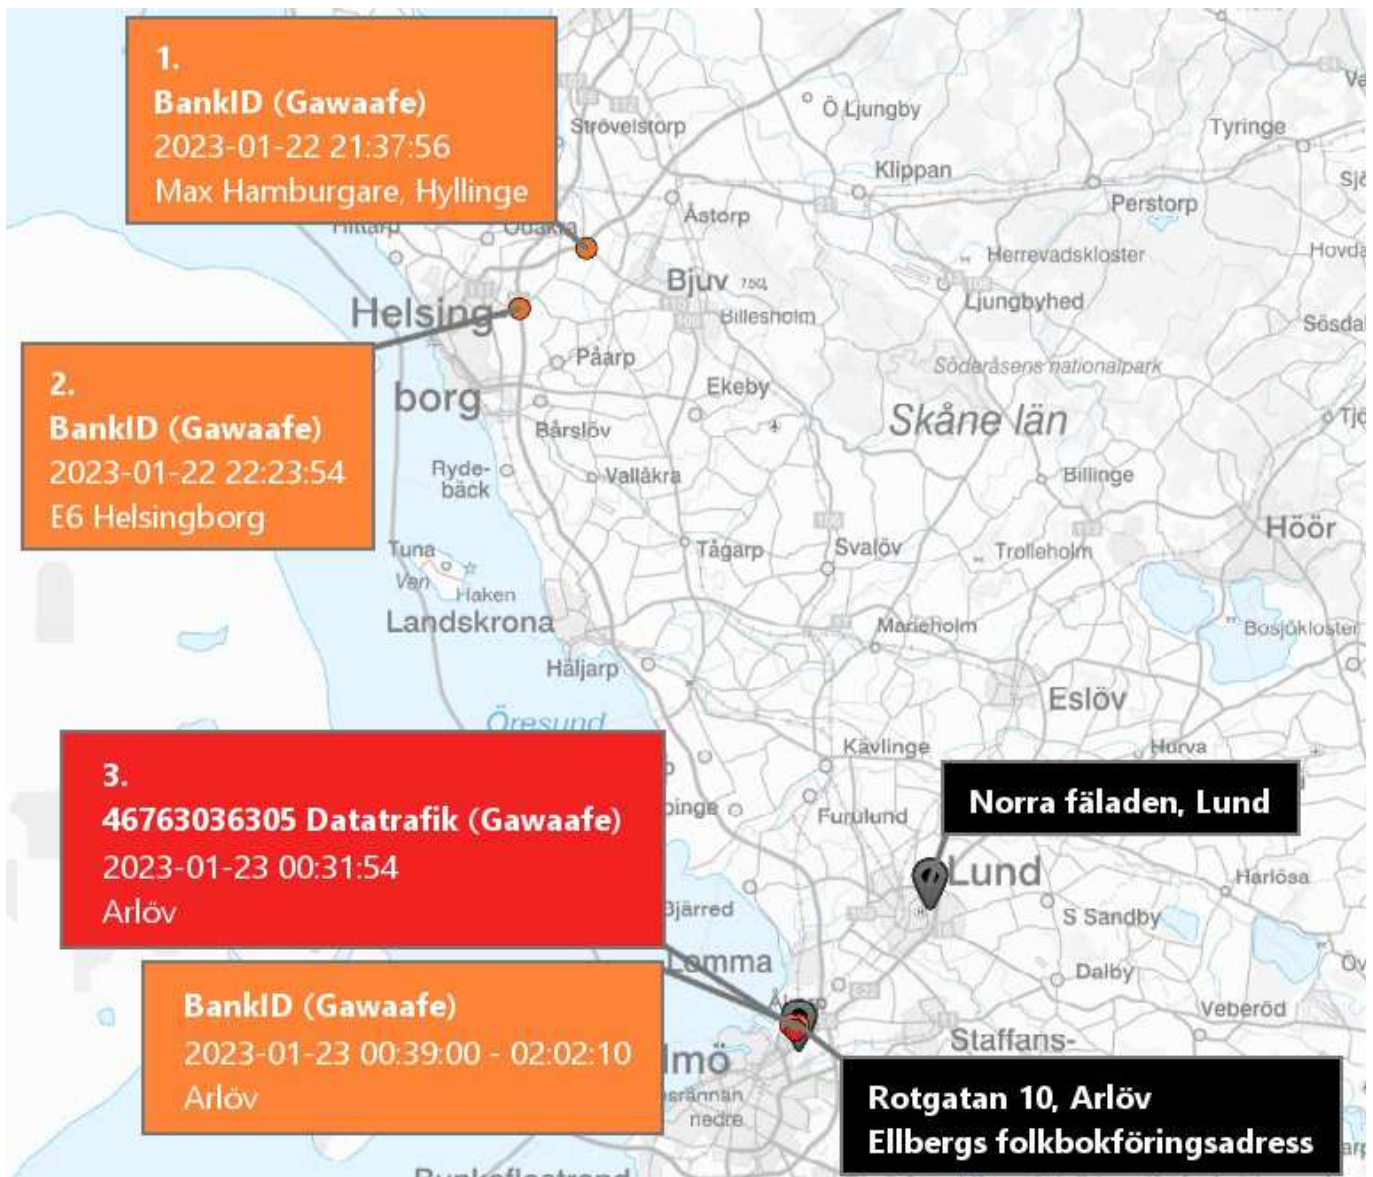 1.
BankID (Gawaafe)
2023-01-22 21:37:56
Max Hamburgare, Hyllinge
Strövelstorp
Ö Ljungby
Tyringe
Klippan
Perstorp
Åstorp
Hittarp
Ödåkra
Herrevadskloster
Bjuv
Ljungbyhed
Billesholm
Helsing-
borg
Påarp
Söderåsens nationalpark
Ekeby
Skåne län
Bårslöv
2.
BankID (Gawaafe)
2023-01-22 22:23:54
E6 Helsingborg
Ryde-
bäck
Vallåkra
Billinge
Höör
Tuna
Ven
Haken
Tågarp
Svalöv
Trolleholm
Landskrona
Marieholm
Bosjökloster
Häljarp
Eslöv
Öresund
Kävlinge
Hurva
3.
46763036305 Datatrafik (Gawaafe)
2023-01-23 00:31:54
Arlöv
Norra fäladen, Lund
Furulund
Lund
Harlösa
Bjärred
S Sandby
Lomma
Dalby
Veberöd
BankID (Gawaafe)
2023-01-23 00:39:00 - 02:02:10
Arlöv
Staffans-
lmö
nedre
Rotgatan 10, Arlöv
Ellbergs folkbokföringsadress